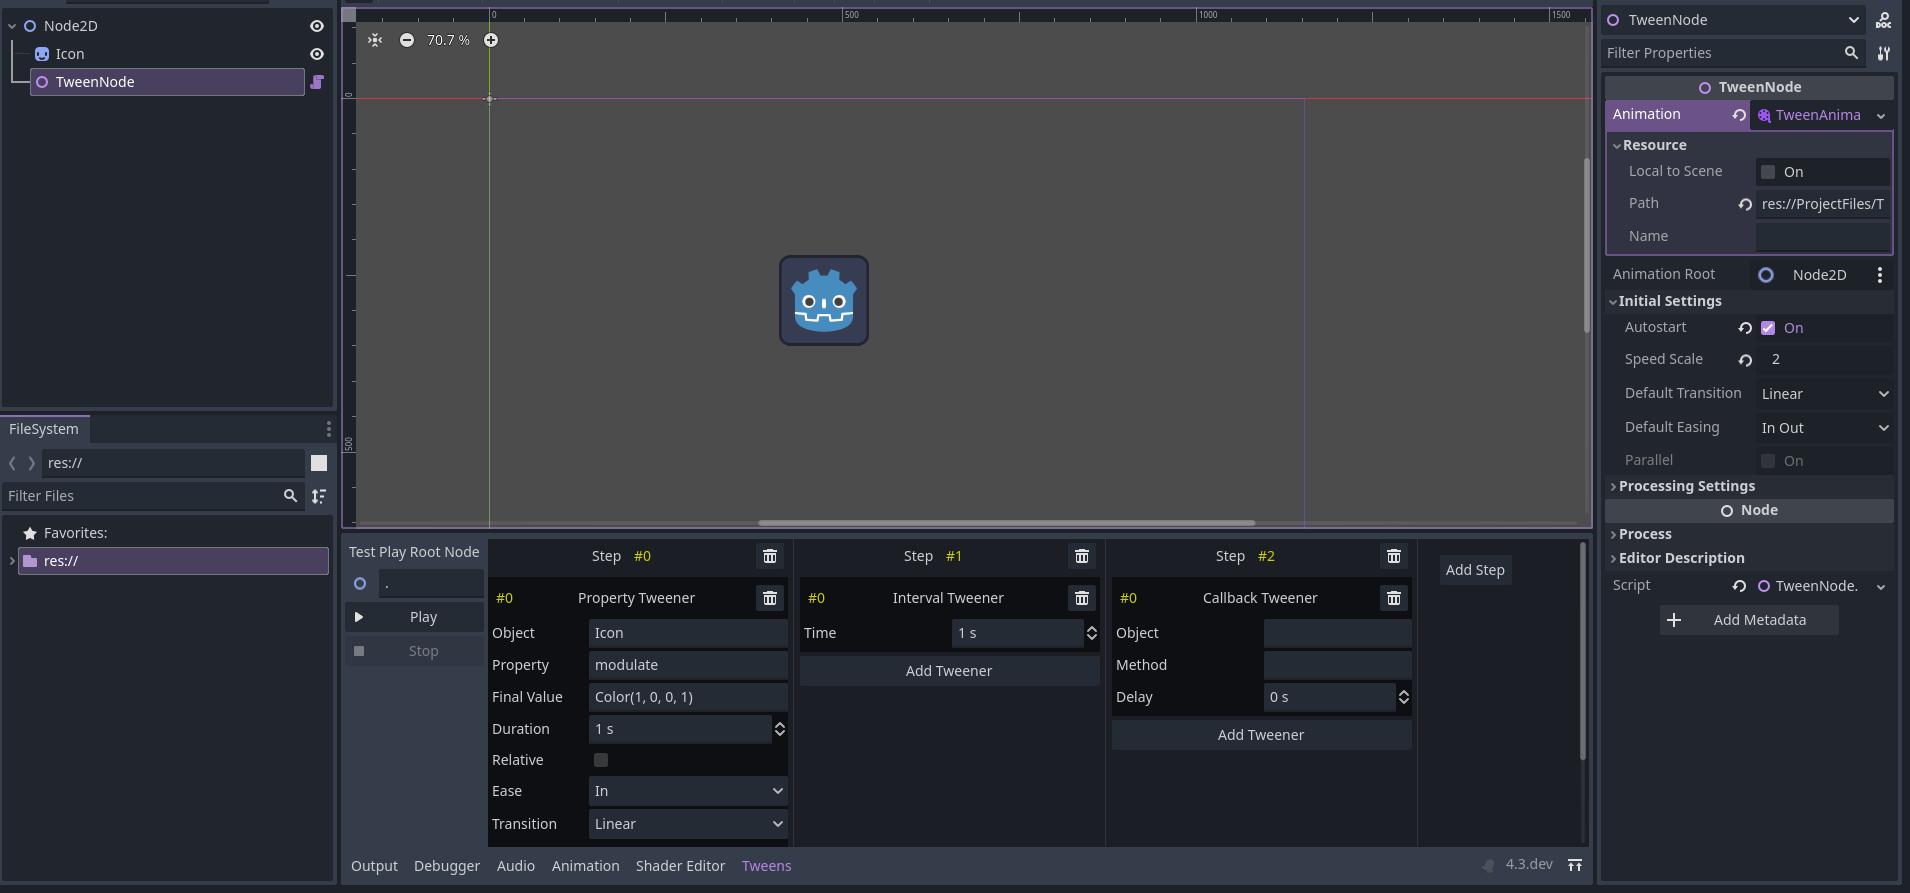 Node2D
Icon
TweenNode
FileSystem
res://
Filter Files
Favorites:
res://
0
500
1000
1500
70.7 %
0
500
Test Play Root Node
.
Play
Stop
Step #0
#0 Property Tweener
Object Icon
Property modulate
Final Value Color(1, 0, 0, 1)
Duration 1 s
Relative
Ease In
Transition Linear
Step #1
#0 Interval Tweener
Time 1 s
Add Tweener
Step #2
#0 Callback Tweener
Object
Method
Delay 0 s
Add Tweener
Add Step
Output Debugger Audio Animation Shader Editor Tweens
4.3.dev
TweenNode
DOC
Filter Properties
TweenNode
Animation TweenAnima
Resource
Local to Scene On
Path res://ProjectFiles/T
Name
Animation Root Node2D
Initial Settings
Autostart On
Speed Scale 2
Default Transition Linear
Default Easing In Out
Parallel On
Processing Settings
Node
Process
Editor Description
Script TweenNode.
Add Metadata